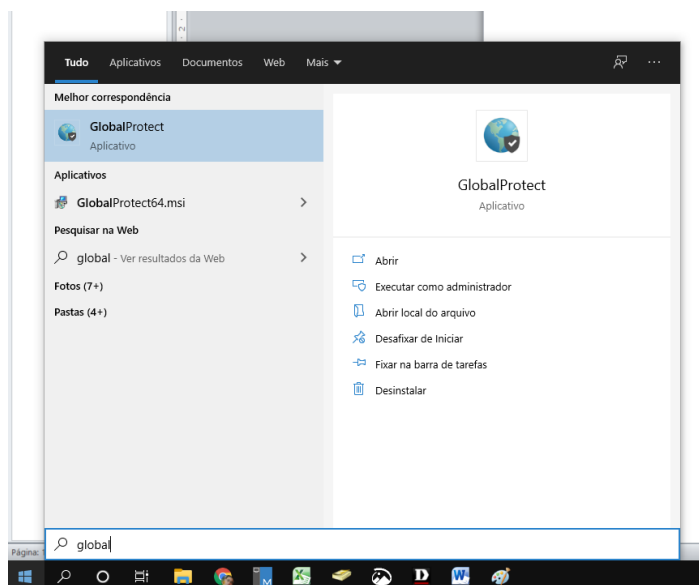 2
Tudo Aplicativos Documentos Web Mais
Melhor correspondência
GlobalProtect
Aplicativo
Aplicativos
GlobalProtect64.msi
Pesquisar na Web
global - Ver resultados da Web
Fotos (7+)
Pastas (4+)
GlobalProtect
Aplicativo
Abrir
Executar como administrador
Abrir local do arquivo
Desafixar de Iniciar
Fixar na barra de tarefas
Desinstalar
global
Página:
M
D
W